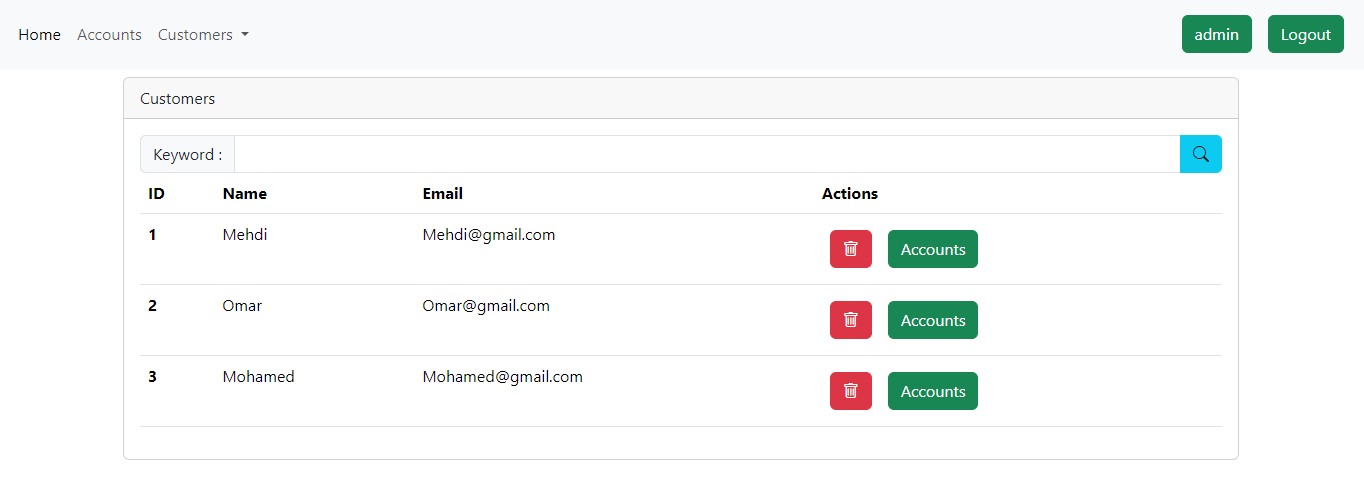 Home Accounts Customers admin Logout
Customers
Keyword :
ID Name Email Actions
1 Mehdi Mehdi@gmail.com Accounts
2 Omar Omar@gmail.com Accounts
3 Mohamed Mohamed@gmail.com Accounts